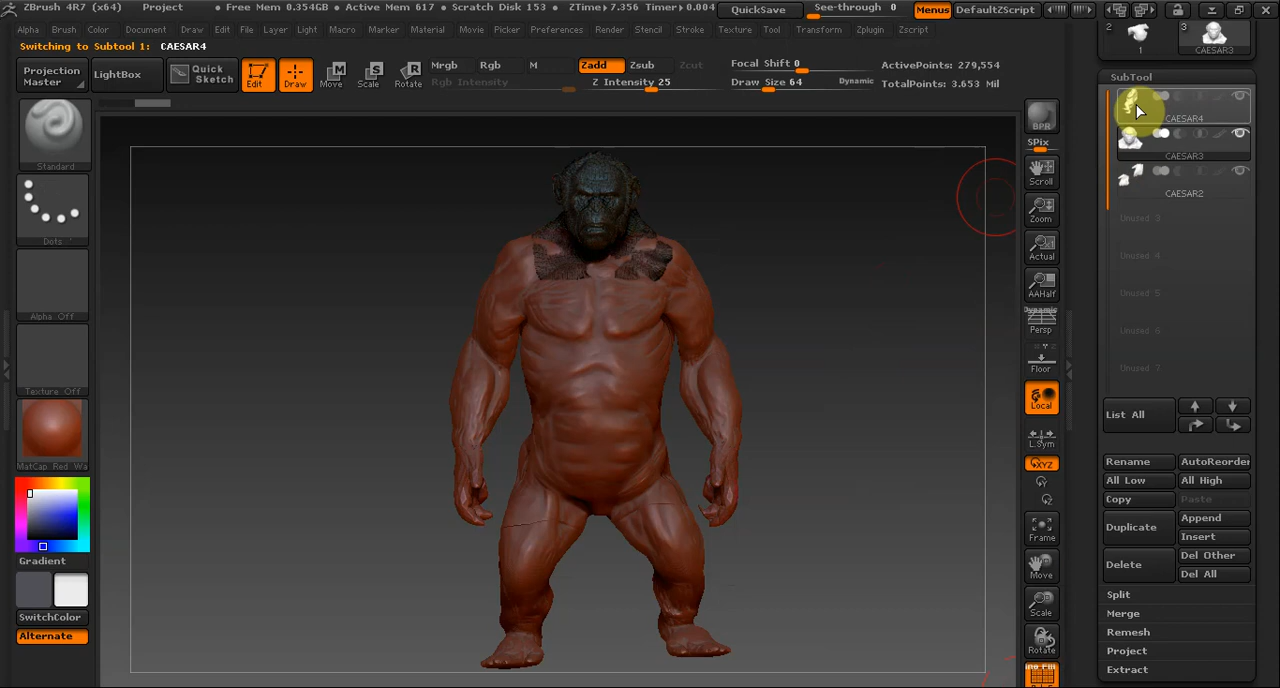 ZBrush 4R7 (x64) Project • Free Mem 0.354GB • Active Mem 617 • Scratch Disk 153 • ZTime▸7.356 Timer▸0.004 QuickSave See-through 0 Menus DefaultZScript
Alpha Brush Color Document Draw Edit File Layer Light Macro Marker Material Movie Picker Preferences Render Stencil Stroke Texture Tool Transform Zplugin Zscript
Switching to Subtool 1: CAESAR4
Projection
Master
LightBox
Quick
Sketch
Edit
Draw
Move
Scale
Rotate
Mrgb Rgb M
Rgb Intensity
Zadd Zsub Zcut
Z Intensity 25
Focal Shift 0
Draw Size 64 Dynamic
ActivePoints: 279,554
TotalPoints: 3.653 Mil
Standard
Dots
Alpha Off
Texture Off
MatCap Red Wa
Gradient
SwitchColor
Alternate
BPR
SPix
Scroll
Zoom
Actual
AAHalf
Dynamic
Persp
Floor
Local
L.Sym
XYZ
Frame
Move
Scale
Rotate
2
1
3
CAESAR3
SubTool
CAESAR4
CAESAR3
CAESAR2
Unused 3
Unused 4
Unused 5
Unused 6
Unused 7
List All
Rename AutoReorder
All Low All High
Copy Paste
Duplicate Append
Insert
Delete Del Other
Del All
Split
Merge
Remesh
Project
Extract